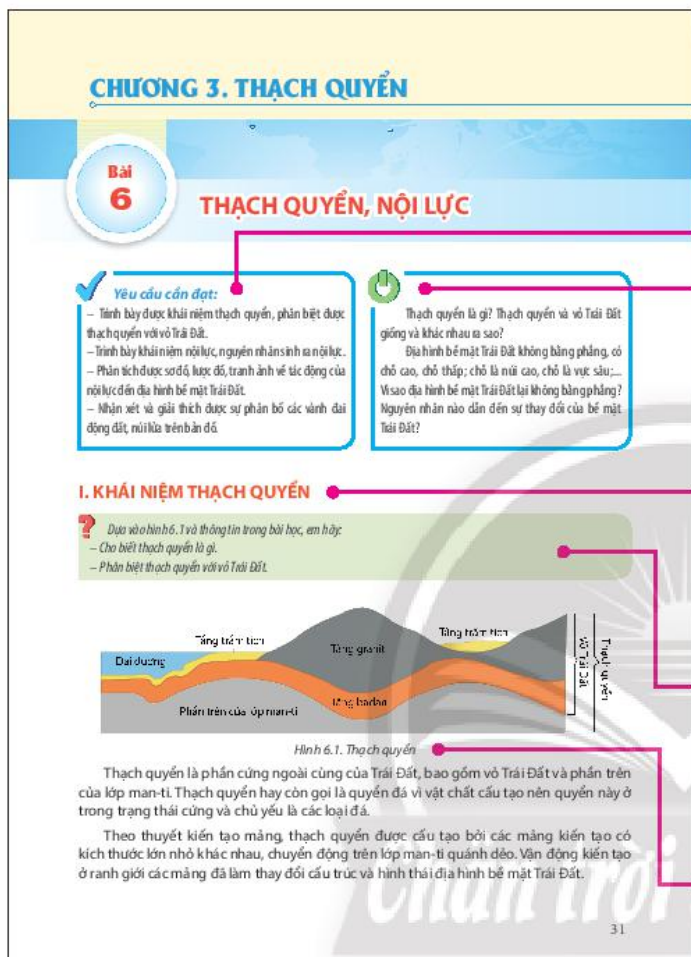 CHƯƠNG 3. THẠCH QUYỂN
Bài
6
THẠCH QUYỂN, NỘI LỰC
Yêu cầu cần đạt:
– Trình bày được khái niệm thạch quyển, phân biệt được
thạch quyển với vỏ Trái Đất.
– Trình bày khái niệm nội lực, nguyên nhân sinh ra nội lực.
– Phân tích được sơ đồ, lược đồ, tranh ảnh về tác động của
nội lực đến địa hình bề mặt Trái Đất.
– Nhận xét và giải thích được sự phân bố các vành đai
động đất, núi lửa trên bản đồ.
Thạch quyển là gì? Thạch quyển và vỏ Trái Đất
giống và khác nhau ra sao?
Địa hình bề mặt Trái Đất không bằng phẳng, có
chỗ cao, chỗ thấp; chỗ là núi cao, chỗ là vực sâu;...
Vì sao địa hình bề mặt Trái Đất lại không bằng phẳng?
Nguyên nhân nào dẫn đến sự thay đổi của bề mặt
Trái Đất?
I. KHÁI NIỆM THẠCH QUYỂN
? Dựa vào hình 6.1 và thông tin trong bài học, em hãy:
– Cho biết thạch quyển là gì.
– Phân biệt thạch quyển với vỏ Trái Đất.
Tầng trầm tích
Tầng trầm tích
Đại dương
Tầng granit
Tầng badan
Phần trên của lớp man-ti
Vỏ Trái Đất
Thạch quyển
Hình 6.1. Thạch quyển
Thạch quyển là phần cứng ngoài cùng của Trái Đất, bao gồm vỏ Trái Đất và phần trên
của lớp man-ti. Thạch quyển hay còn gọi là quyển đá vì vật chất cấu tạo nên quyển này ở
trong trạng thái cứng và chủ yếu là các loại đá.
Theo thuyết kiến tạo mảng, thạch quyển được cấu tạo bởi các mảng kiến tạo có
kích thước lớn nhỏ khác nhau, chuyển động trên lớp man-ti quánh dẻo. Vận động kiến tạo
ở ranh giới các mảng đã làm thay đổi cấu trúc và hình thái địa hình bề mặt Trái Đất.
Chân trời
31